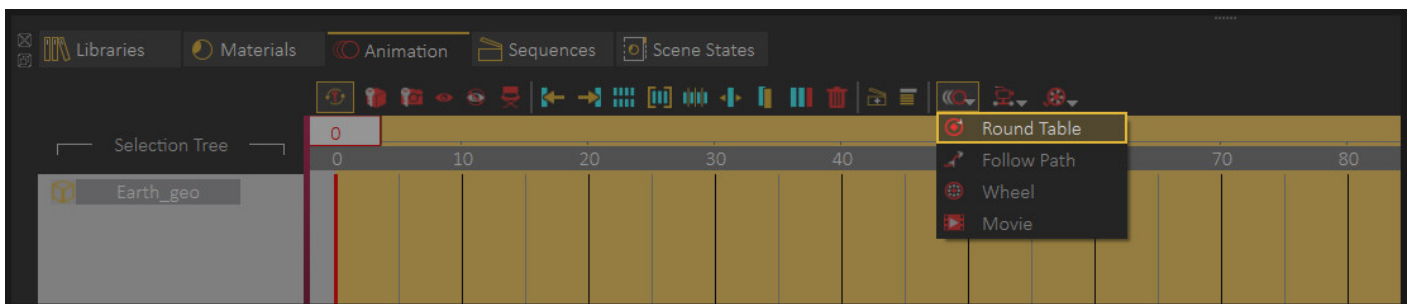 Libraries Materials Animation Sequences Scene States
Round Table
Selection Tree
0
0 10 20 30 40 70 80
Follow Path
Earth_geo
Wheel
Movie